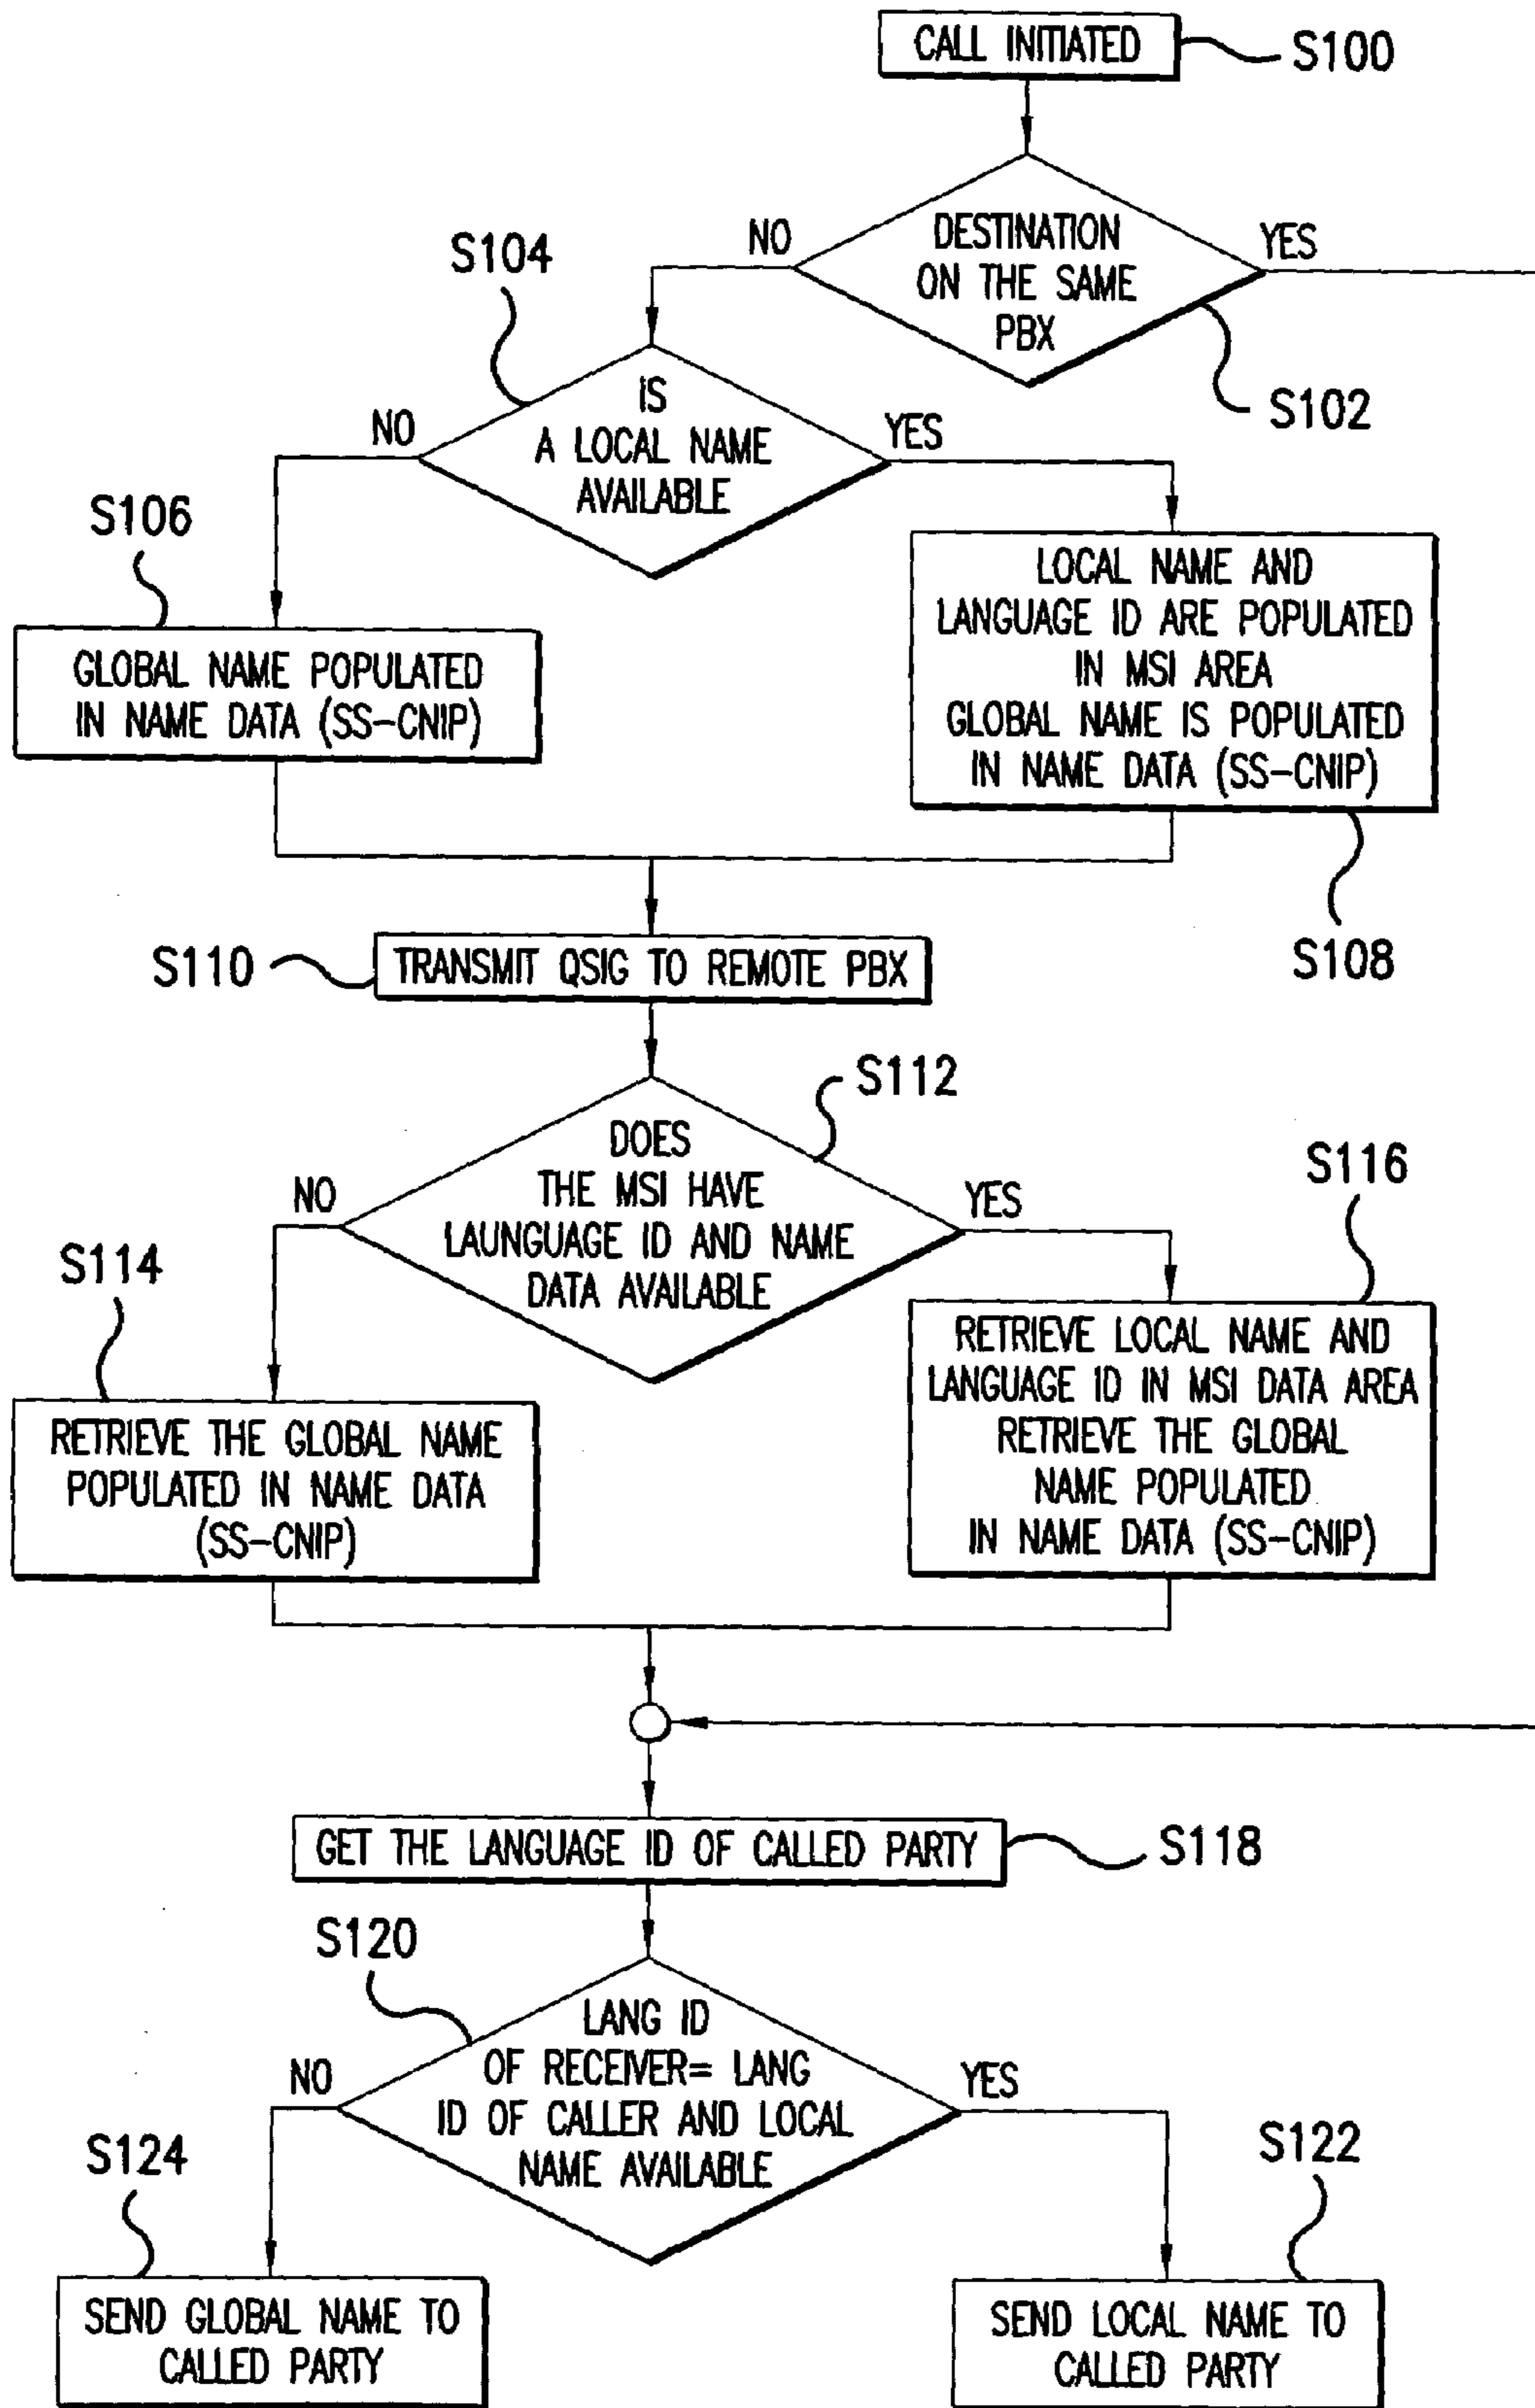 CALL INITIATED
S100
DESTINATION
ON THE SAME
PBX
NO
YES
S102
S104
IS
A LOCAL NAME
AVAILABLE
NO
YES
S106
GLOBAL NAME POPULATED
IN NAME DATA (SS-CNIP)
LOCAL NAME AND
LANGUAGE ID ARE POPULATED
IN MSI AREA
GLOBAL NAME IS POPULATED
IN NAME DATA (SS-CNIP)
S108
S110
TRANSMIT QSIG TO REMOTE PBX
S112
DOES
THE MSI HAVE
LAUNGUAGE ID AND NAME
DATA AVAILABLE
NO
YES
S114
RETRIEVE THE GLOBAL NAME
POPULATED IN NAME DATA
(SS-CNIP)
S116
RETRIEVE LOCAL NAME AND
LANGUAGE ID IN MSI DATA AREA
RETRIEVE THE GLOBAL
NAME POPULATED
IN NAME DATA (SS-CNIP)
GET THE LANGUAGE ID OF CALLED PARTY
S118
S120
LANG ID
OF RECEIVER= LANG
ID OF CALLER AND LOCAL
NAME AVAILABLE
NO
YES
S124
SEND GLOBAL NAME TO
CALLED PARTY
S122
SEND LOCAL NAME TO
CALLED PARTY